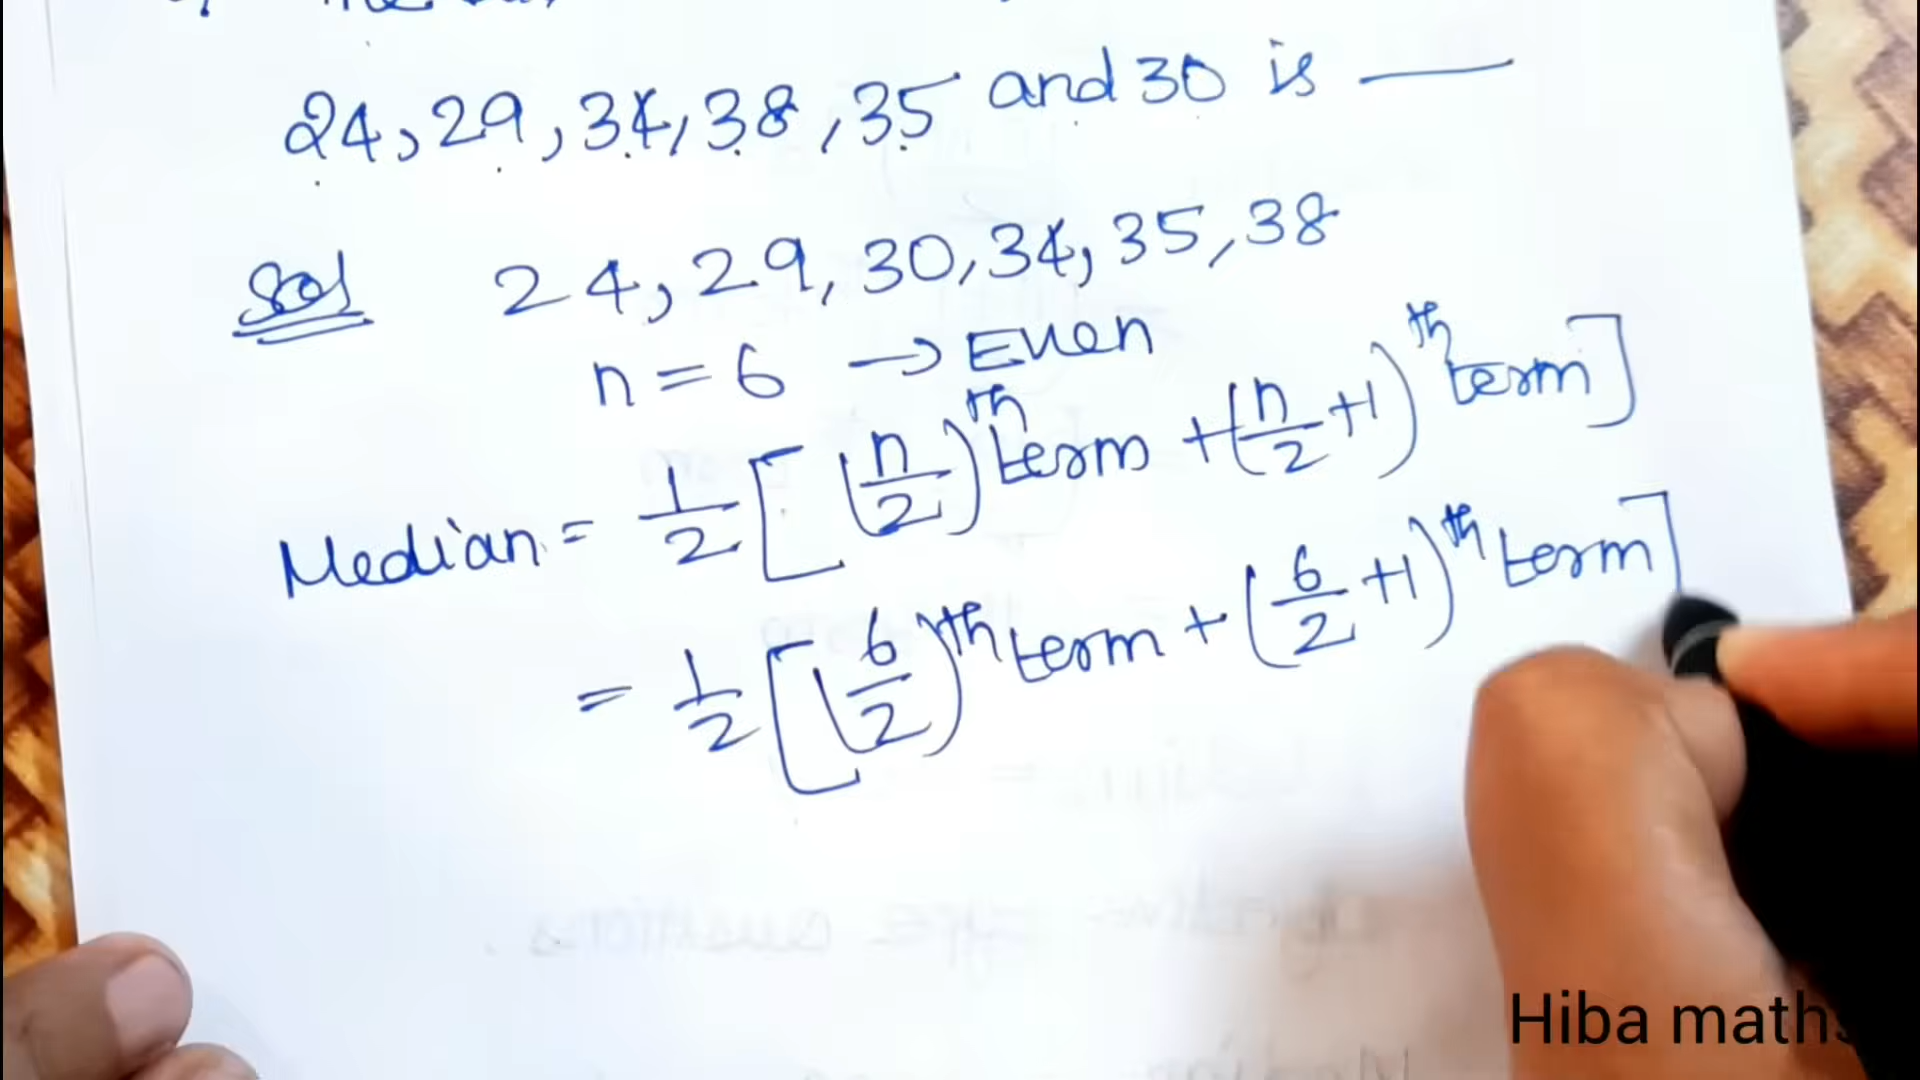 24, 29, 34, 38, 35 and 30 is —
Sol 24, 29, 30, 34, 35, 38
n = 6 → Even
Median = 1/2 [ (n/2)th term + (n/2 + 1)th term ]
= 1/2 [ (6/2)th term + (6/2 + 1)th term ]
Hiba maths